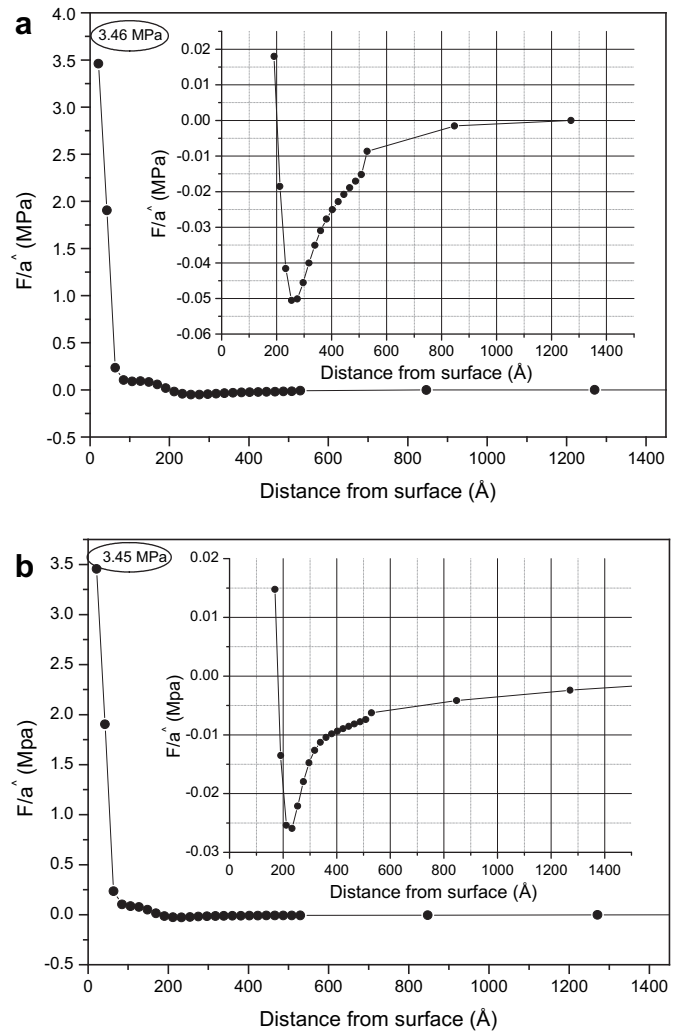 a
3.46 MPa
4.0
3.5
3.0
2.5
2.0
1.5
1.0
0.5
0.0
-0.5
F/a^ (MPa)
0 200 400 600 800 1000 1200 1400
Distance from surface (Å)
0.02
0.01
0.00
-0.01
-0.02
-0.03
-0.04
-0.05
-0.06
F/a^ (MPa)
0 200 400 600 800 1000 1200 1400
Distance from surface (Å)
b
3.45 MPa
3.5
3.0
2.5
2.0
1.5
1.0
0.5
0.0
-0.5
F/a^ (Mpa)
0 200 400 600 800 1000 1200 1400
Distance from surface (Å)
0.02
0.01
0.00
-0.01
-0.02
-0.03
F/a^ (Mpa)
0 200 400 600 800 1000 1200 1400
Distance from surface (Å)